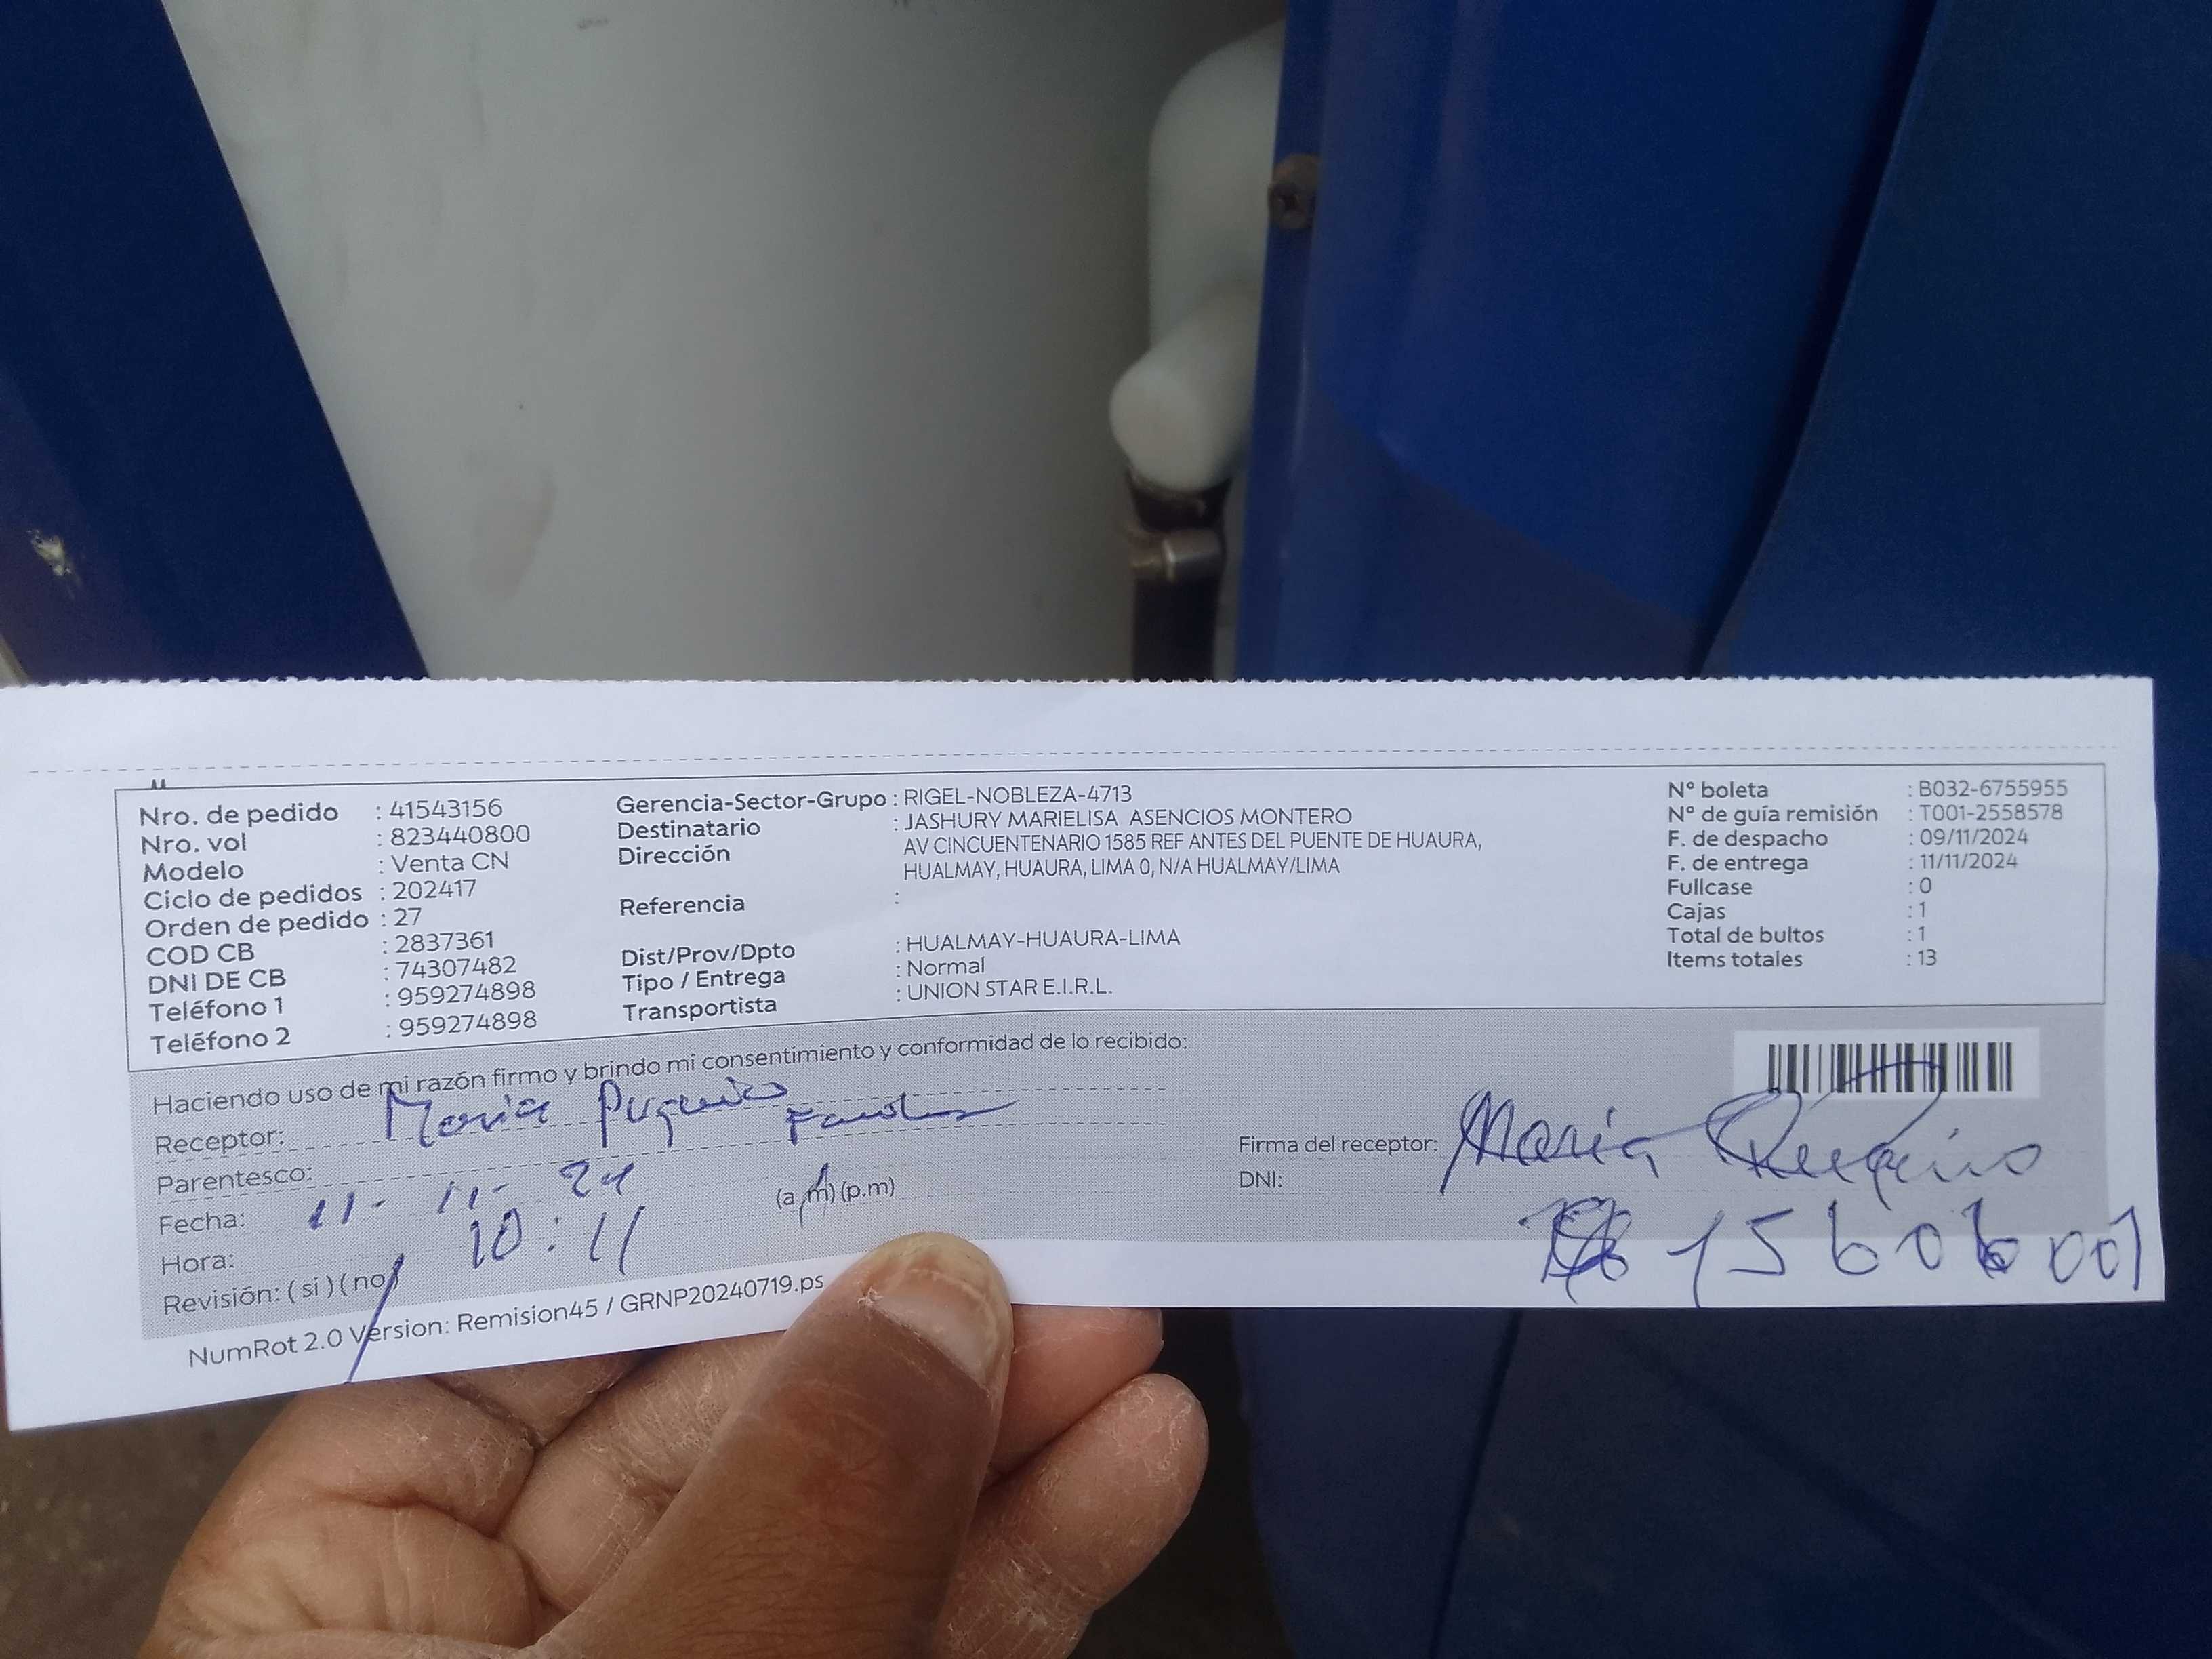 Nro. de pedido : 41543156
Nro. vol : 823440800
Modelo : Venta CN
Ciclo de pedidos : 202417
Orden de pedido : 27
COD CB : 2837361
DNI DE CB : 74307482
Teléfono 1 : 959274898
Teléfono 2 : 959274898
Gerencia-Sector-Grupo : RIGEL-NOBLEZA-4713
Destinatario : JASHURY MARIELISA ASENCIOS MONTERO
Dirección AV CINCUENTENARIO 1585 REF ANTES DEL PUENTE DE HUAURA,
HUALMAY, HUAURA, LIMA 0, N/A HUALMAY/LIMA
Referencia :
Dist/Prov/Dpto : HUALMAY-HUAURA-LIMA
Tipo / Entrega : Normal
Transportista : UNION STAR E.I.R.L.
Nº boleta : B032-6755955
Nº de guía remisión : T001-2558578
F. de despacho : 09/11/2024
F. de entrega : 11/11/2024
Fullcase : 0
Cajas : 1
Total de bultos : 1
Items totales : 13
Haciendo uso de mi razón firmo y brindo mi consentimiento y conformidad de lo recibido:
Receptor: Maria Puquio
Parentesco:
Fecha: 11- 11- 24
Hora: 10:11 (a.m) (p.m)
Revisión: ( si ) ( no )
Firma del receptor: Maria
DNI: 15606001
NumRot 2.0 Version: Remision45 / GRNP20240719.ps